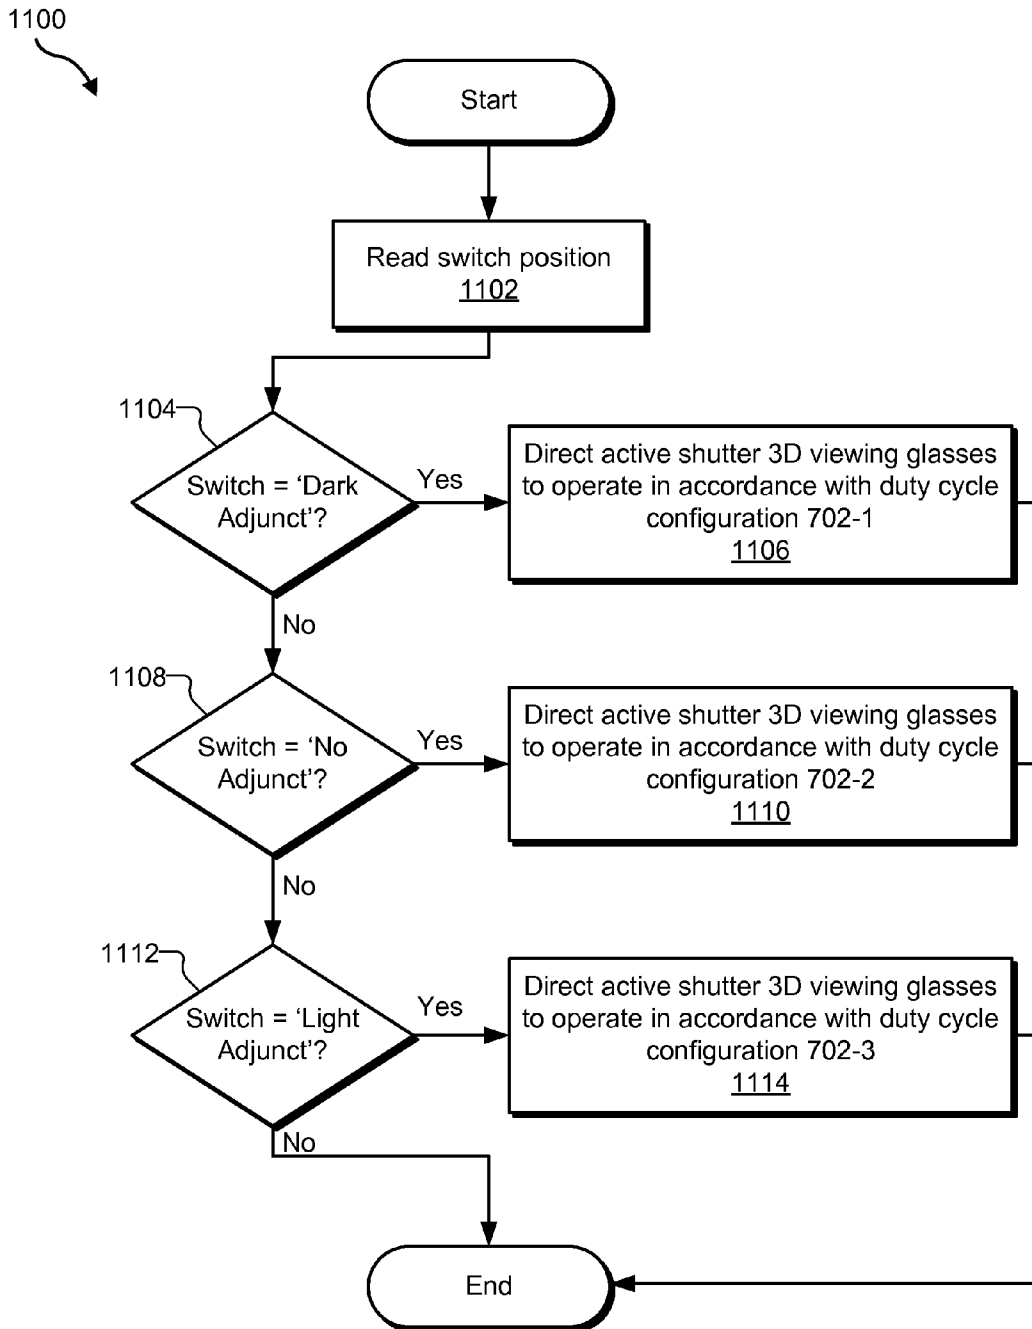 1100
Start
Read switch position
1102
1104
Switch = ‘Dark
Adjunct’?
Yes
Direct active shutter 3D viewing glasses
to operate in accordance with duty cycle
configuration 702-1
1106
No
1108
Switch = ‘No
Adjunct’?
Yes
Direct active shutter 3D viewing glasses
to operate in accordance with duty cycle
configuration 702-2
1110
No
1112
Switch = ‘Light
Adjunct’?
Yes
Direct active shutter 3D viewing glasses
to operate in accordance with duty cycle
configuration 702-3
1114
No
End